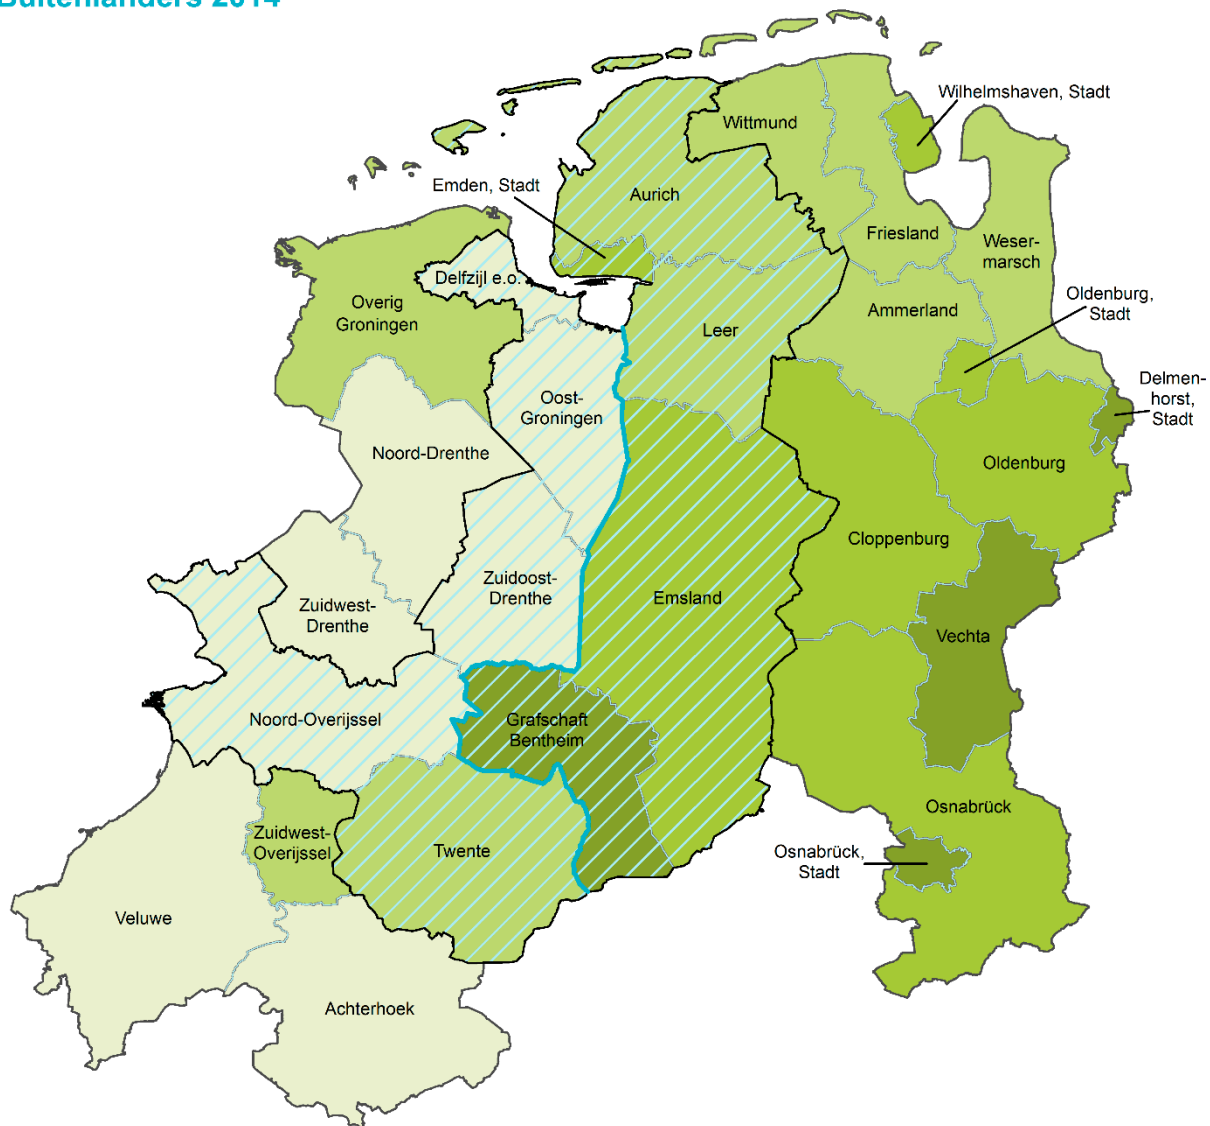 Buitenlanders 2014
Wilhelmshaven, Stadt
Wittmund
Emden, Stadt
Aurich
Friesland
Weser-
marsch
Delfzijl e.o.
Overig
Groningen
Leer
Ammerland
Oldenburg,
Stadt
Delmen-
horst,
Stadt
Oost-
Groningen
Noord-Drenthe
Oldenburg
Cloppenburg
Zuidoost-
Drenthe
Emsland
Zuidwest-
Drenthe
Vechta
Noord-Overijssel
Grafschaft
Bentheim
Osnabrück
Zuidwest-
Overijssel
Twente
Osnabrück,
Stadt
Veluwe
Achterhoek